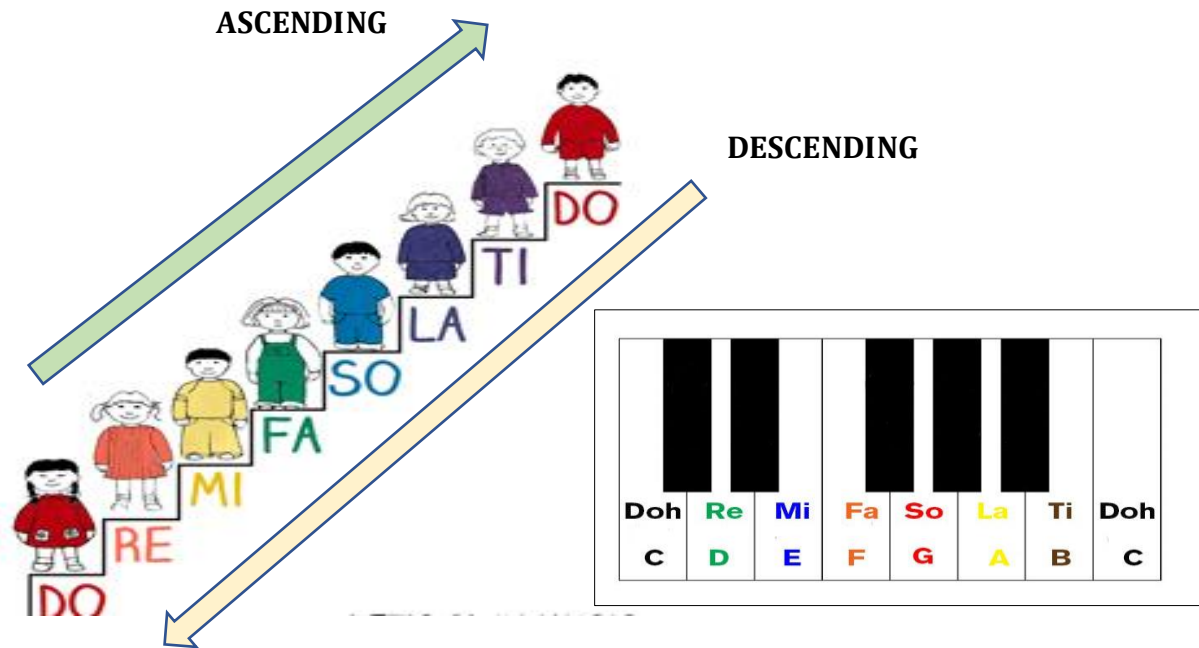 ASCENDING
DESCENDING
DO
TI
LA
SO
FA
MI
RE
DO
Doh Re Mi Fa So La Ti Doh
C D E F G A B C